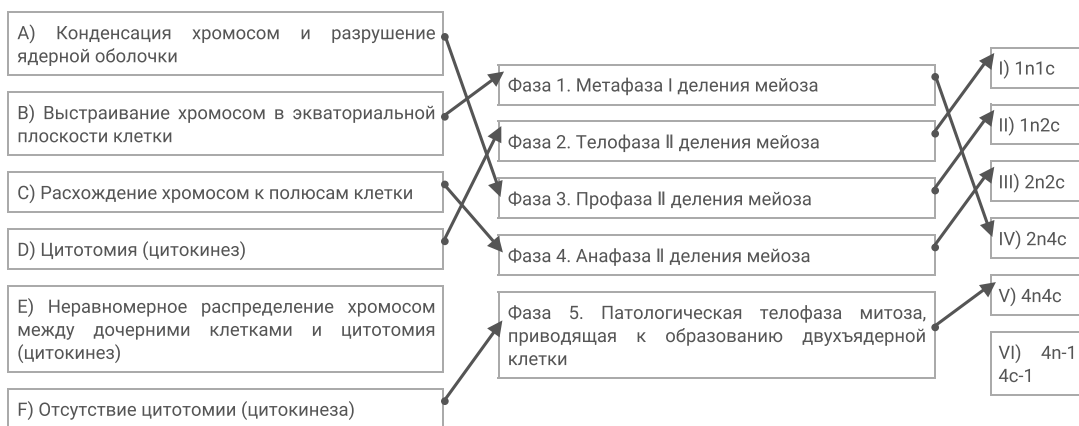 A) Конденсация хромосом и разрушение
ядерной оболочки
B) Выстраивание хромосом в экваториальной
плоскости клетки
C) Расхождение хромосом к полюсам клетки
D) Цитотомия (цитокинез)
E) Неравномерное распределение хромосом
между дочерними клетками и цитотомия
(цитокинез)
F) Отсутствие цитотомии (цитокинеза)
Фаза 1. Метафаза I деления мейоза
Фаза 2. Телофаза II деления мейоза
Фаза 3. Профаза II деления мейоза
Фаза 4. Анафаза II деления мейоза
Фаза 5. Патологическая телофаза митоза,
приводящая к образованию двухъядерной
клетки
I) 1n1c
II) 1n2c
III) 2n2c
IV) 2n4c
V) 4n4c
VI) 4n-1
4c-1